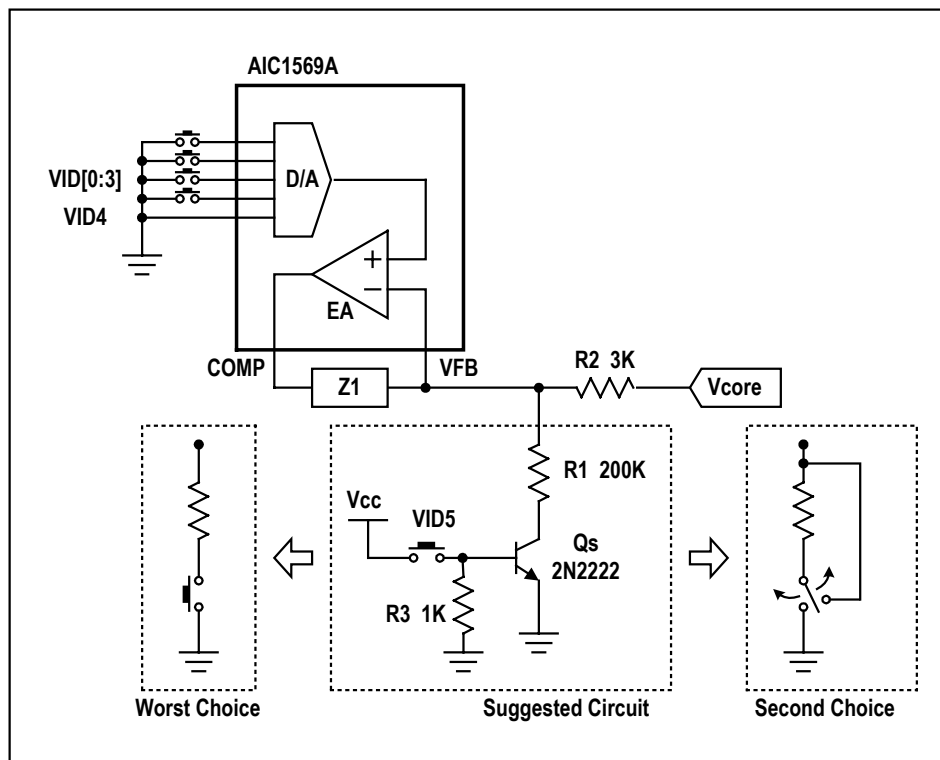 AIC1569A
D/A
VID[0:3]
VID4
+
−
EA
COMP
VFB
R2 3K
Z1
Vcore
R1 200K
Vcc
VID5
Qs
2N2222
R3 1K
Worst Choice
Suggested Circuit
Second Choice